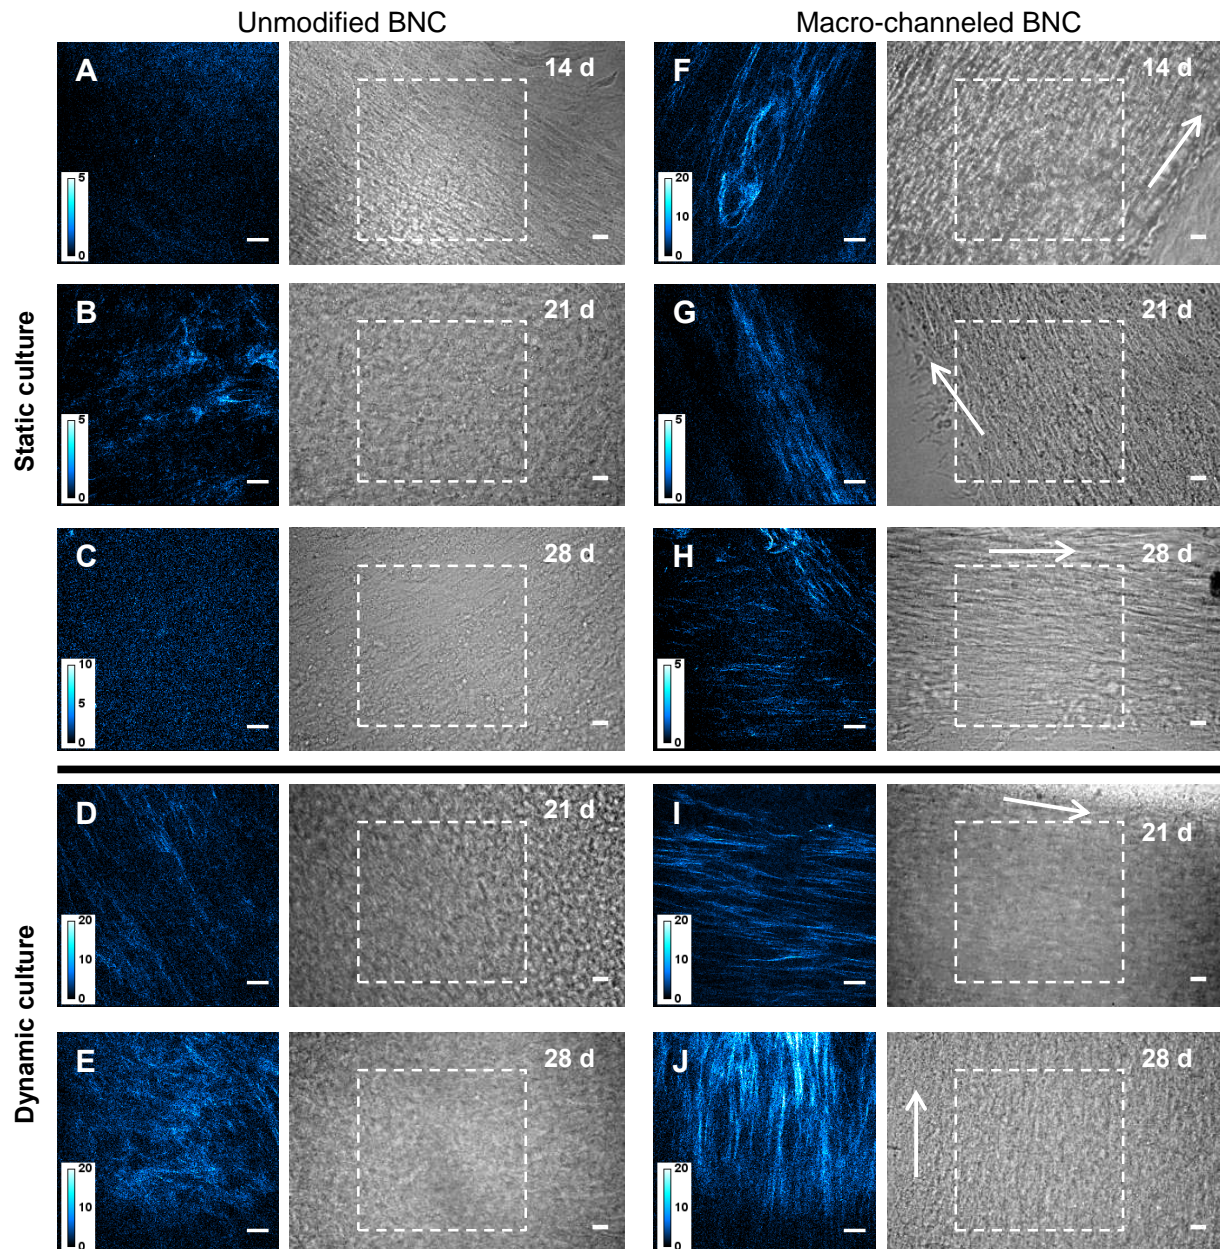 Unmodified BNC
Macro-channeled BNC
A
5
0
14 d
F
20
10
0
14 d
Static culture
B
5
0
21 d
G
5
0
21 d
C
10
5
0
28 d
H
5
0
28 d
Dynamic culture
D
20
10
0
21 d
I
20
10
0
21 d
E
20
10
0
28 d
J
20
10
0
28 d